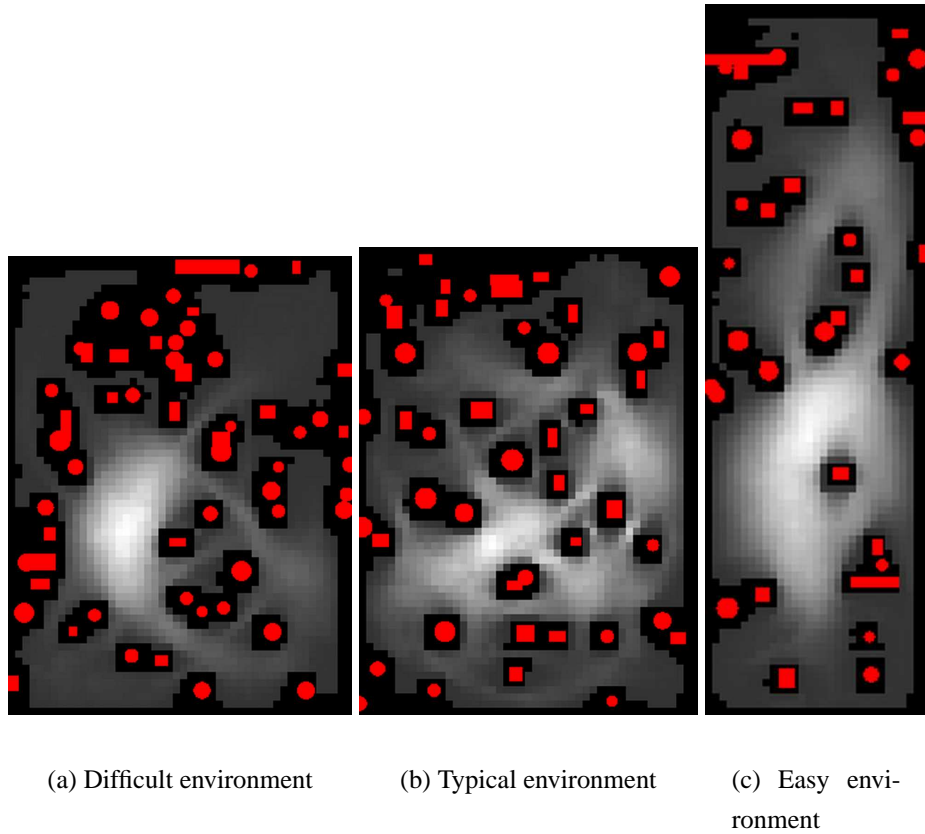 (a) Difficult environment
(b) Typical environment
(c) Easy envi-
ronment